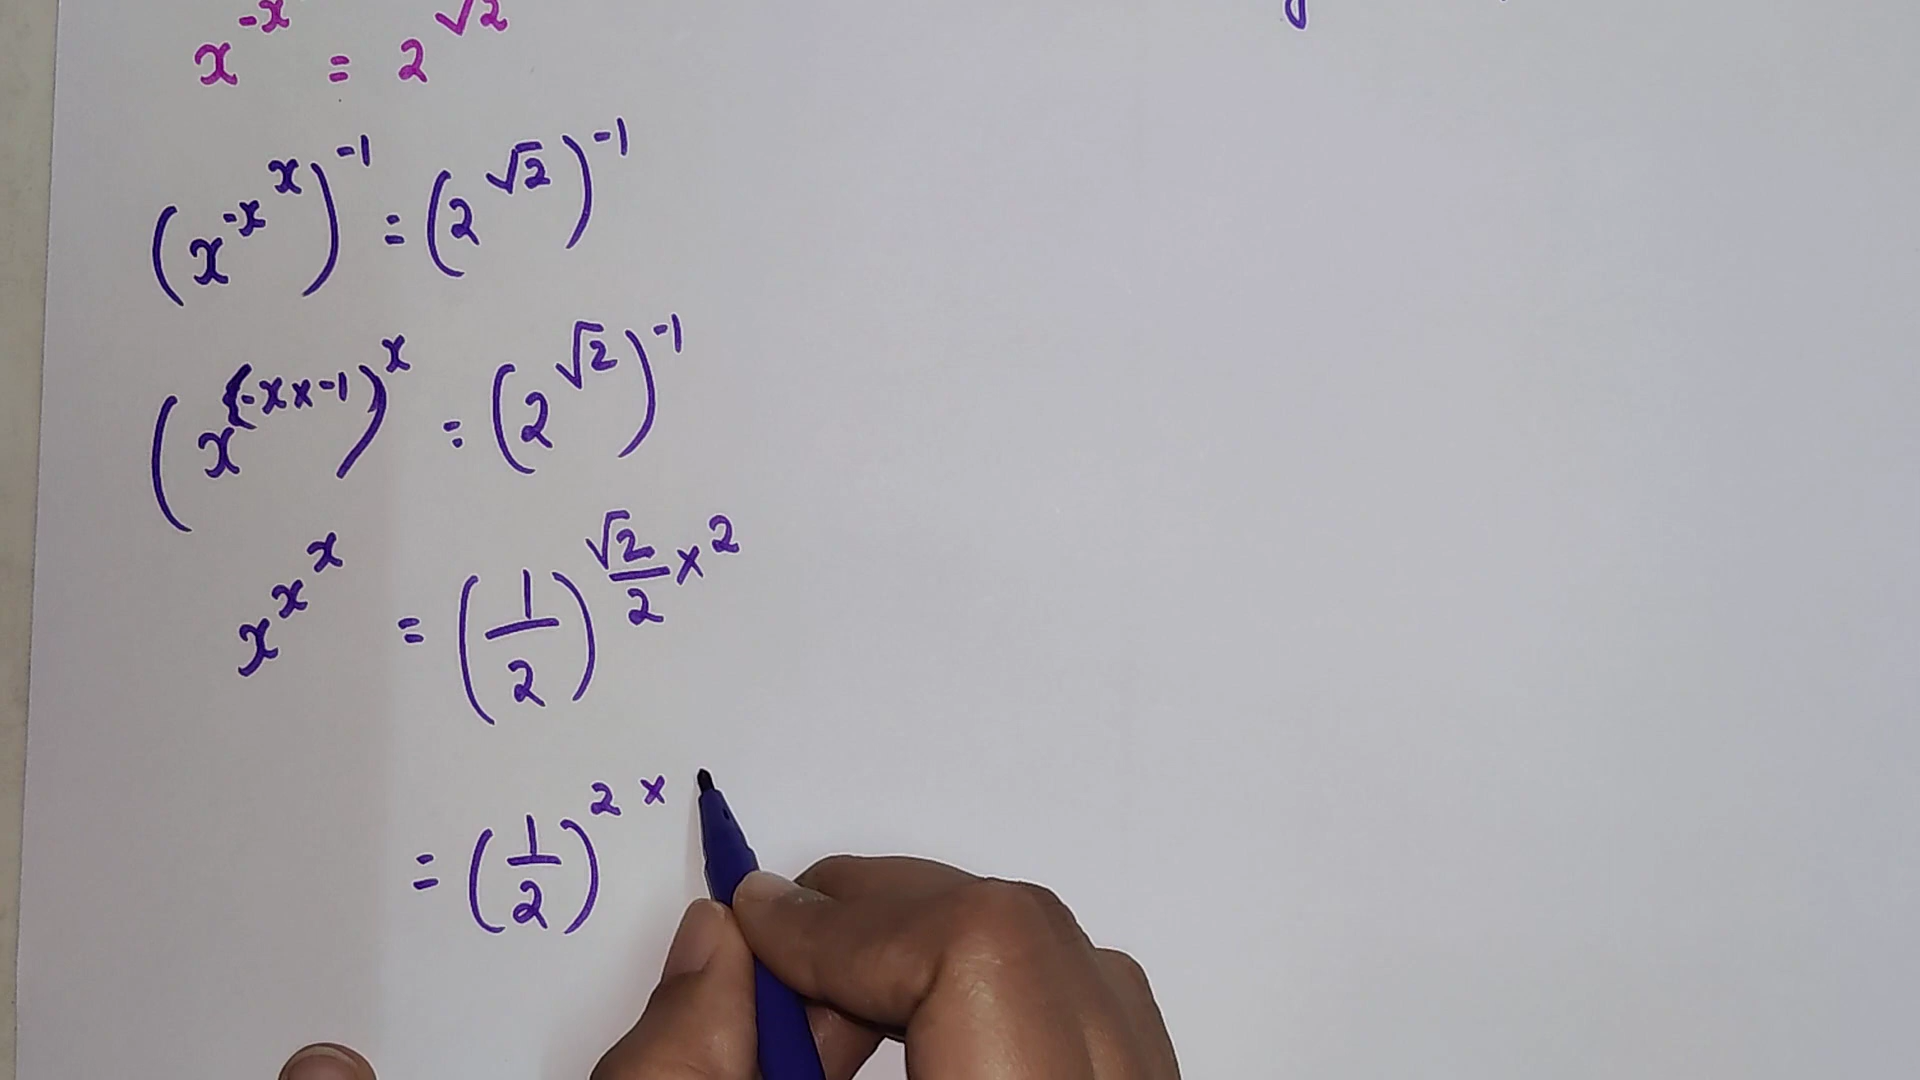 x^-x = 2^√2
(x^-x^x)^-1 = (2^√2)^-1
(x^(-x×-1))^x = (2^√2)^-1
x^x^x = (1/2)^√2/2 × 2
= (1/2)^2 ×